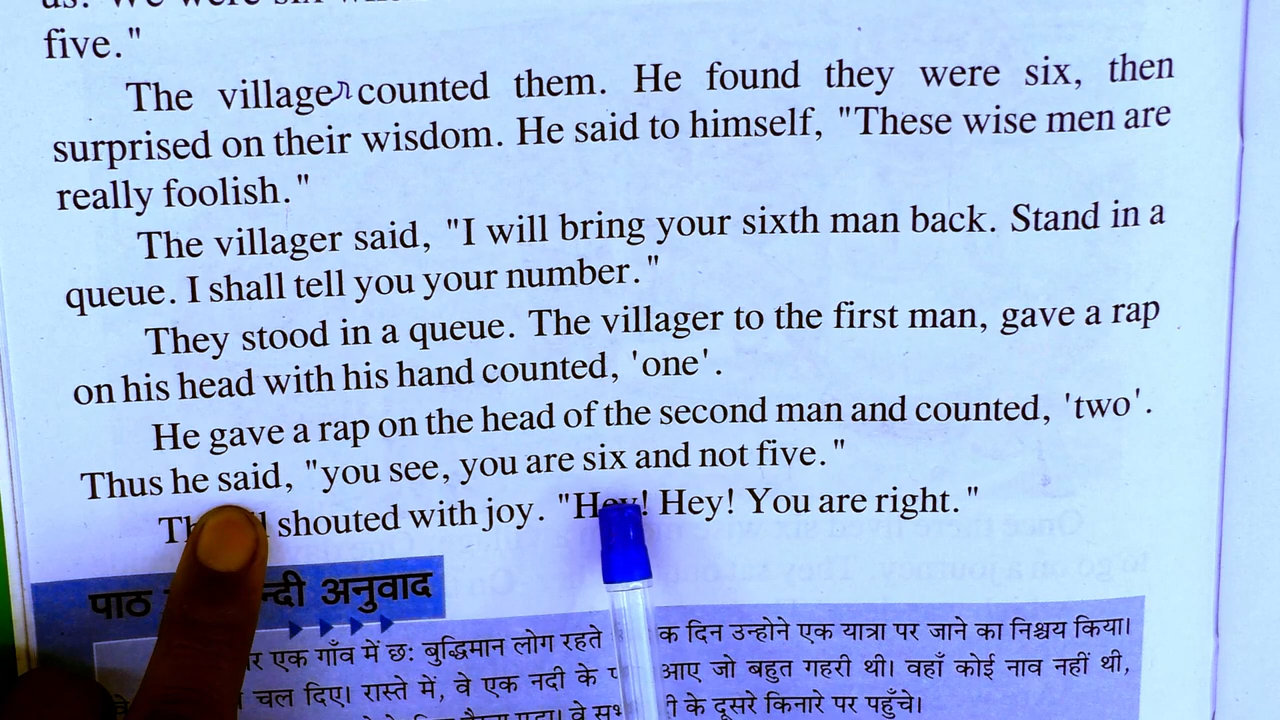 five."
The villager counted them. He found they were six, then
surprised on their wisdom. He said to himself, "These wise men are
really foolish."
The villager said, "I will bring your sixth man back. Stand in a
queue. I shall tell you your number."
They stood in a queue. The villager to the first man, gave a rap
on his head with his hand counted, 'one'.
He gave a rap on the head of the second man and counted, 'two'.
Thus he said, "you see, you are six and not five."
shouted with joy. "Hey! Hey! You are right."
पाठ अनुवाद
एक गाँव में छः बुद्धिमान लोग रहते दिन उन्होने एक यात्रा पर जाने का निश्चय किया।
चल दिए। रास्ते में, वे एक नदी के आए जो बहुत गहरी थी। वहाँ कोई नाव नहीं थी,
के दूसरे किनारे पर पहुँचे।